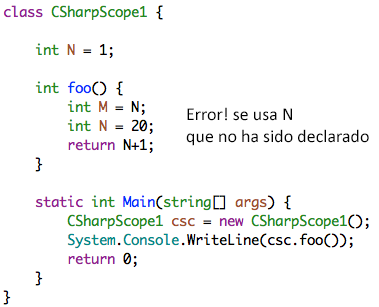 class CSharpScope1 {
int N = 1;
int foo() {
int M = N;
int N = 20;
return N+1;
}
Error! se usa N
que no ha sido declarado
static int Main(string[] args) {
CSharpScope1 csc = new CSharpScope1();
System.Console.WriteLine(csc.foo());
return 0;
}
}